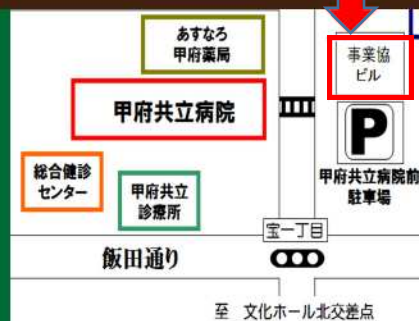 あすなろ
甲府薬局
事業協
ビル
甲府共立病院
P
甲府共立病院前
駐車場
総合健診
センター
甲府共立
診療所
宝一丁目
飯田通り
至 文化ホール北交差点